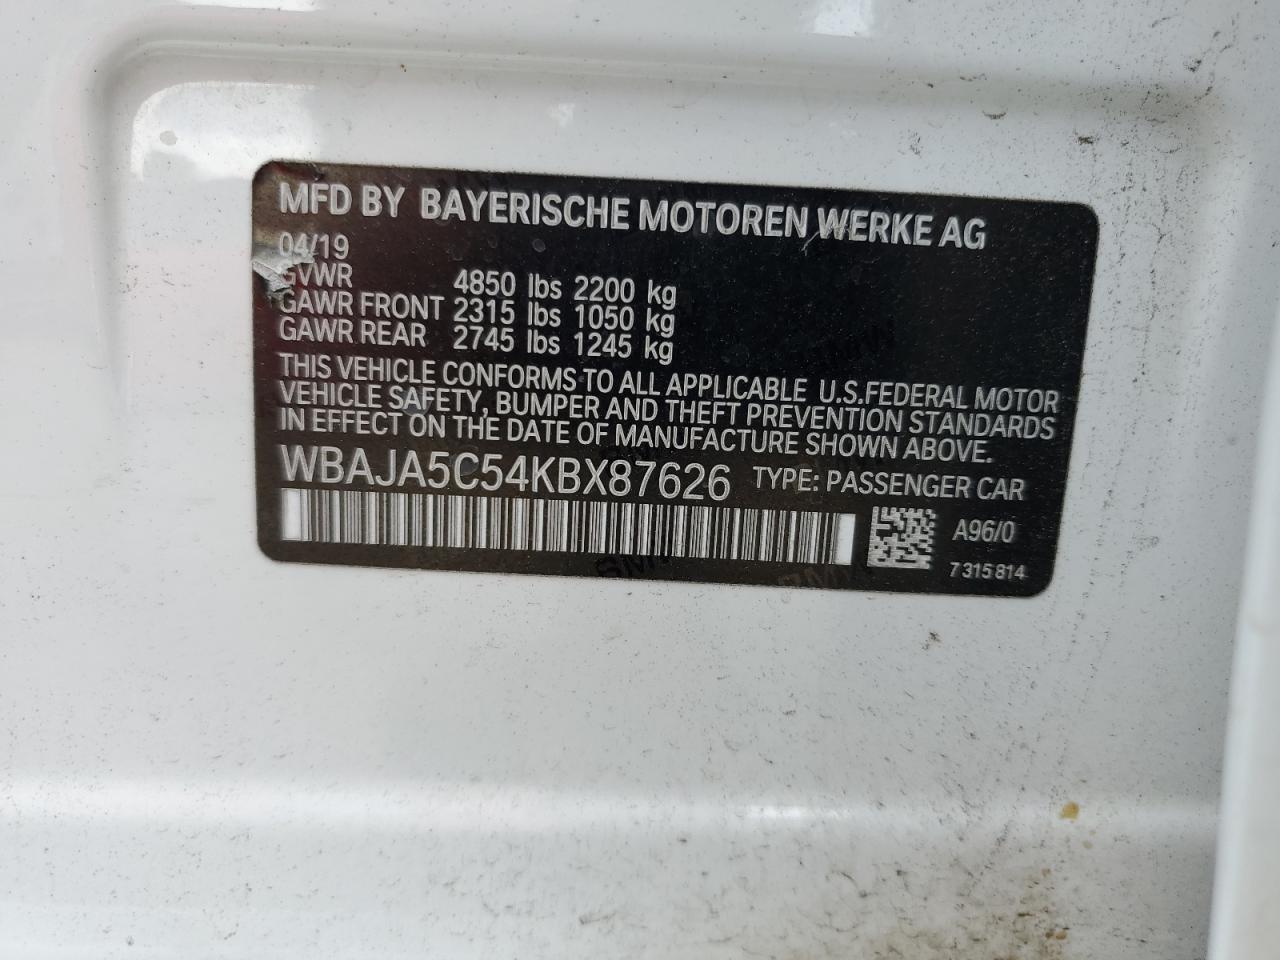 MFD BY BAYERISCHE MOTOREN WERKE AG
04/19
GVWR 4850 lbs 2200 kg
GAWR FRONT 2315 lbs 1050 kg
GAWR REAR 2745 lbs 1245 kg
THIS VEHICLE CONFORMS TO ALL APPLICABLE U.S.FEDERAL MOTOR
VEHICLE SAFETY, BUMPER AND THEFT PREVENTION STANDARDS
IN EFFECT ON THE DATE OF MANUFACTURE SHOWN ABOVE.
WBAJA5C54KBX87626 TYPE: PASSENGER CAR
A96/0
7 315 814